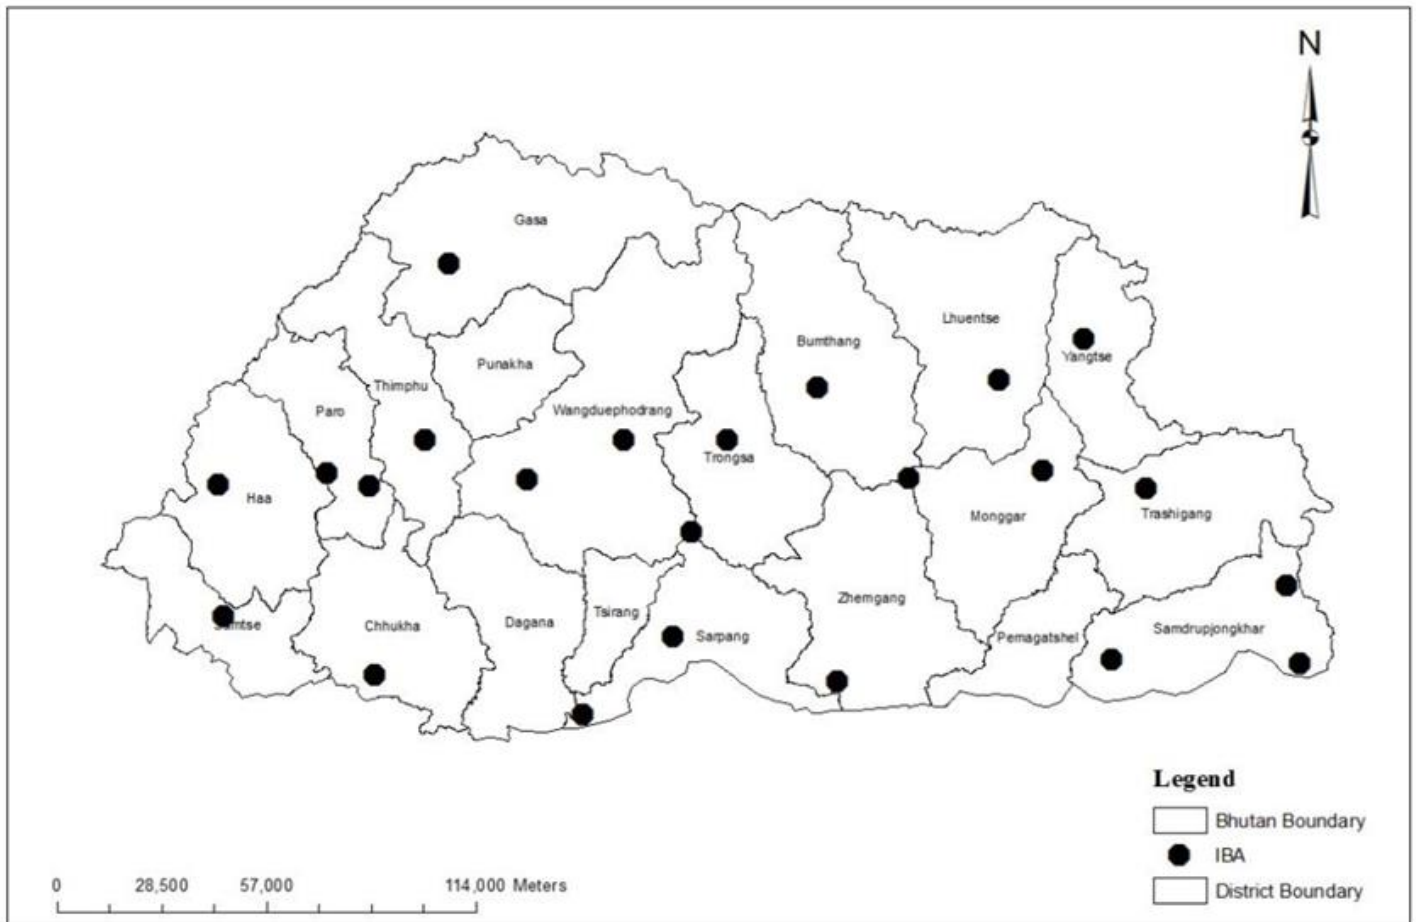 N
Gasa
Lhuentse
Bumthang
Yangtse
Punakha
Thimphu
Paro
Wangduephodrang
Trongsa
Haa
Monggar
Trashigang
Zhemgang
Tsirang
Dagana
Samtse
Chhukha
Sarpang
Pemagatshel
Samdrupjongkhar
Legend
Bhutan Boundary
IBA
District Boundary
0 28,500 57,000 114,000 Meters